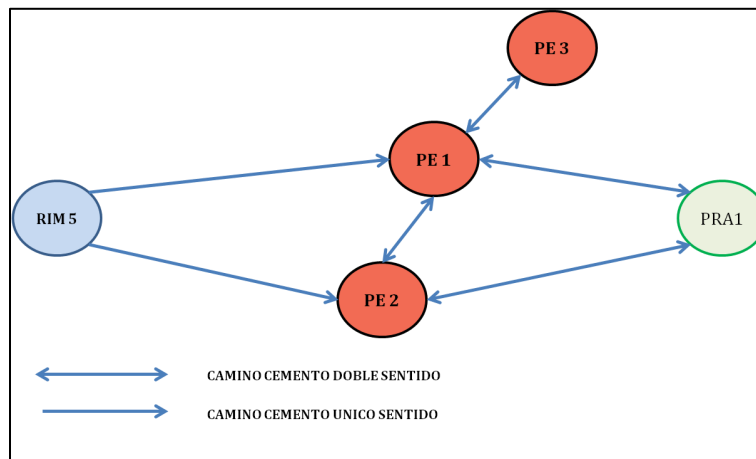 PE 3
PE 1
RIM 5
PRA1
PE 2
CAMINO CEMENTO DOBLE SENTIDO
CAMINO CEMENTO UNICO SENTIDO